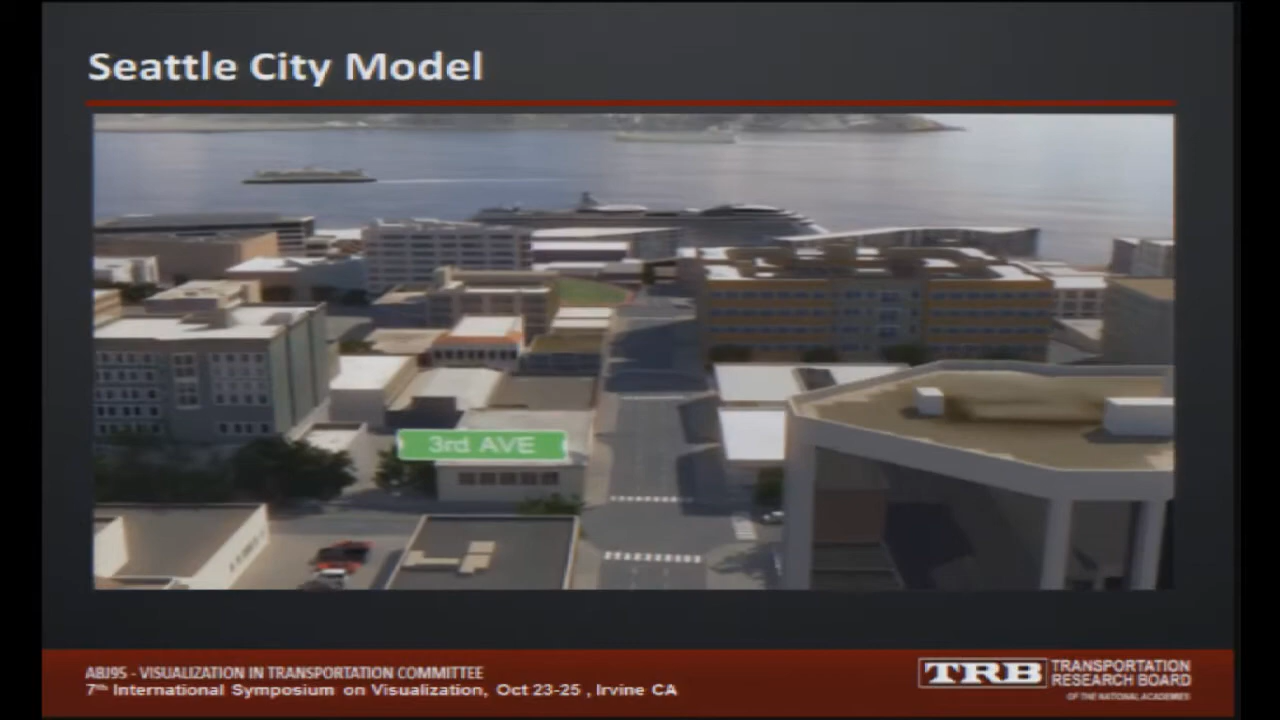 Seattle City Model
3rd AVE
ABJ95 - VISUALIZATION IN TRANSPORTATION COMMITTEE
7th International Symposium on Visualization, Oct 23-25 , Irvine CA
TRB
TRANSPORTATION
RESEARCH BOARD
OF THE NATIONAL ACADEMIES